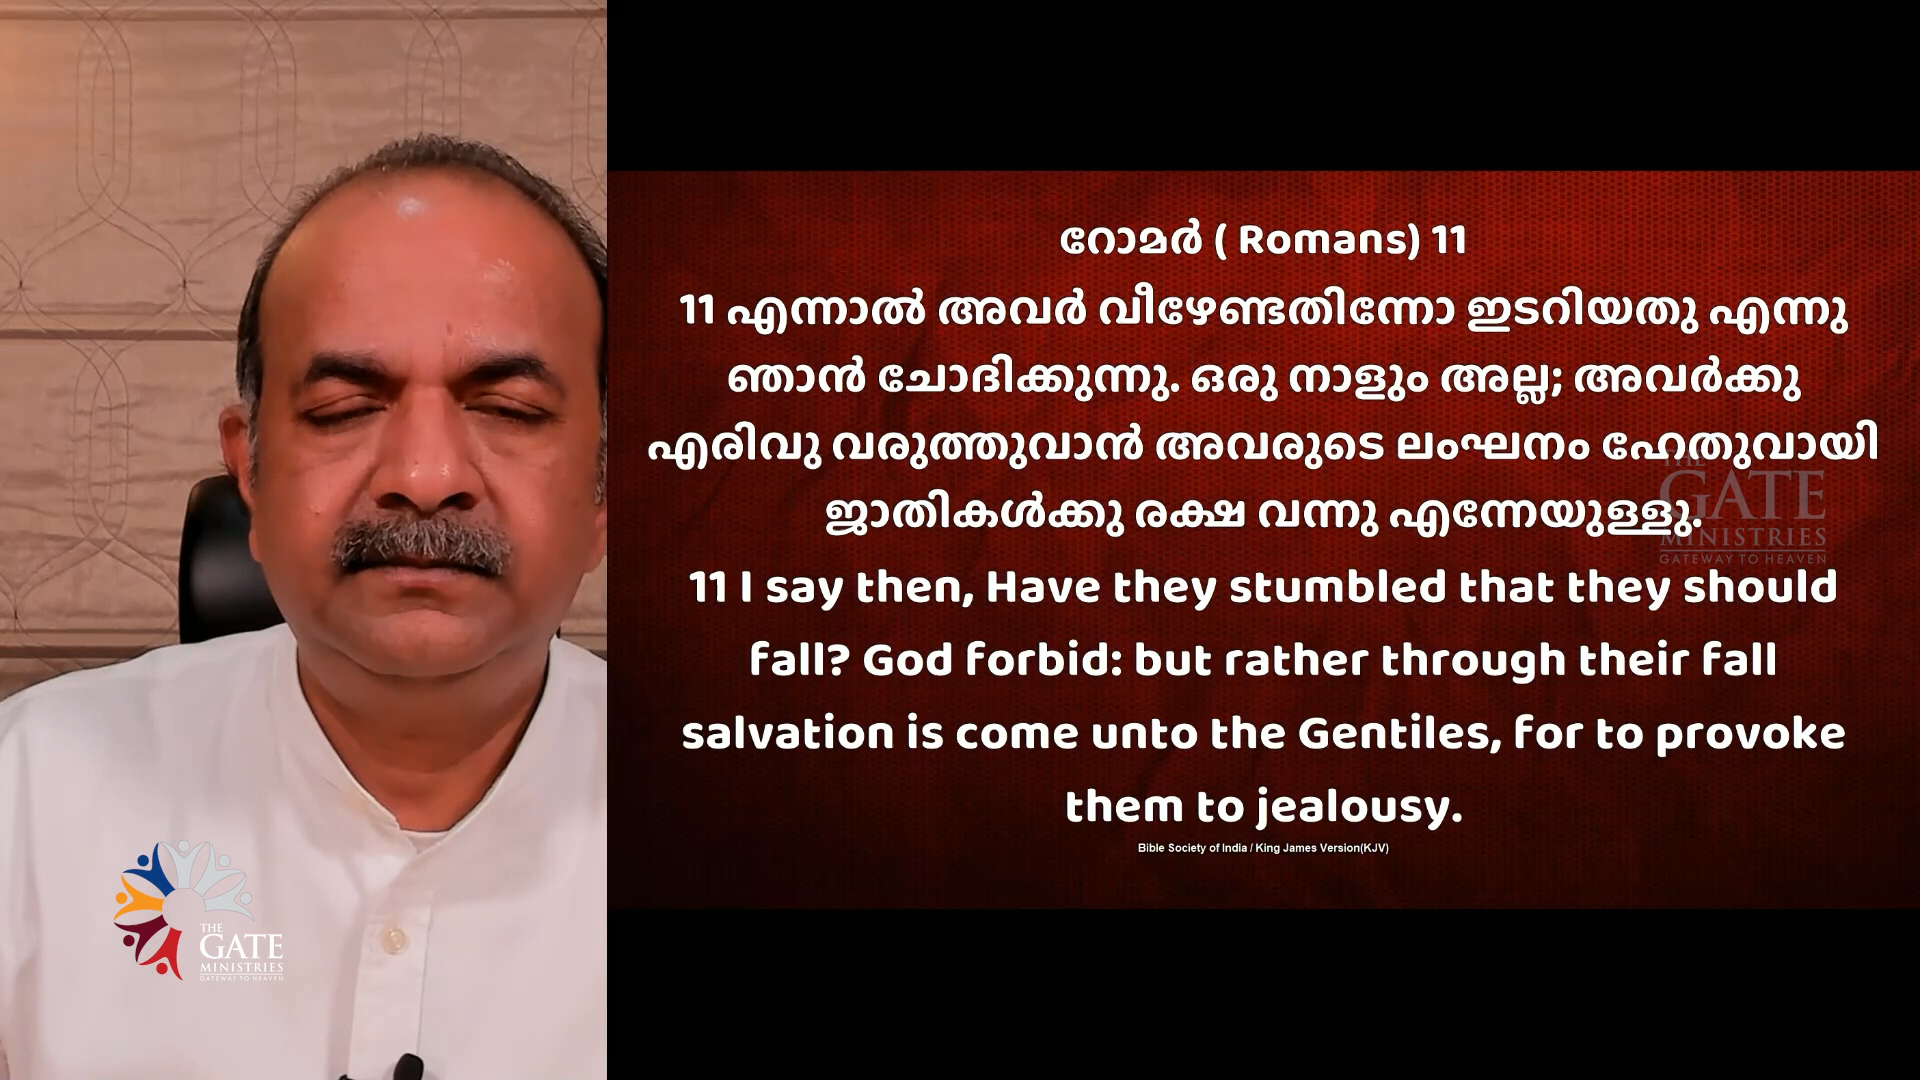 റോമർ ( Romans) 11
11 എന്നാൽ അവർ വീഴേണ്ടതിന്നോ ഇടറിയതു എന്നു
ഞാൻ ചോദിക്കുന്നു. ഒരു നാളും അല്ല; അവർക്കു
എരിവു വരുത്തുവാൻ അവരുടെ ലംഘനം ഹേതുവായി
ജാതികൾക്കു രക്ഷ വന്നു എന്നേയുള്ളു.
11 I say then, Have they stumbled that they should
fall? God forbid: but rather through their fall
salvation is come unto the Gentiles, for to provoke
them to jealousy.
Bible Society of India / King James Version(KJV)
THE
GATE
MINISTRIES
GATEWAY TO HEAVEN
THE
GATE
MINISTRIES
GATEWAY TO HEAVEN